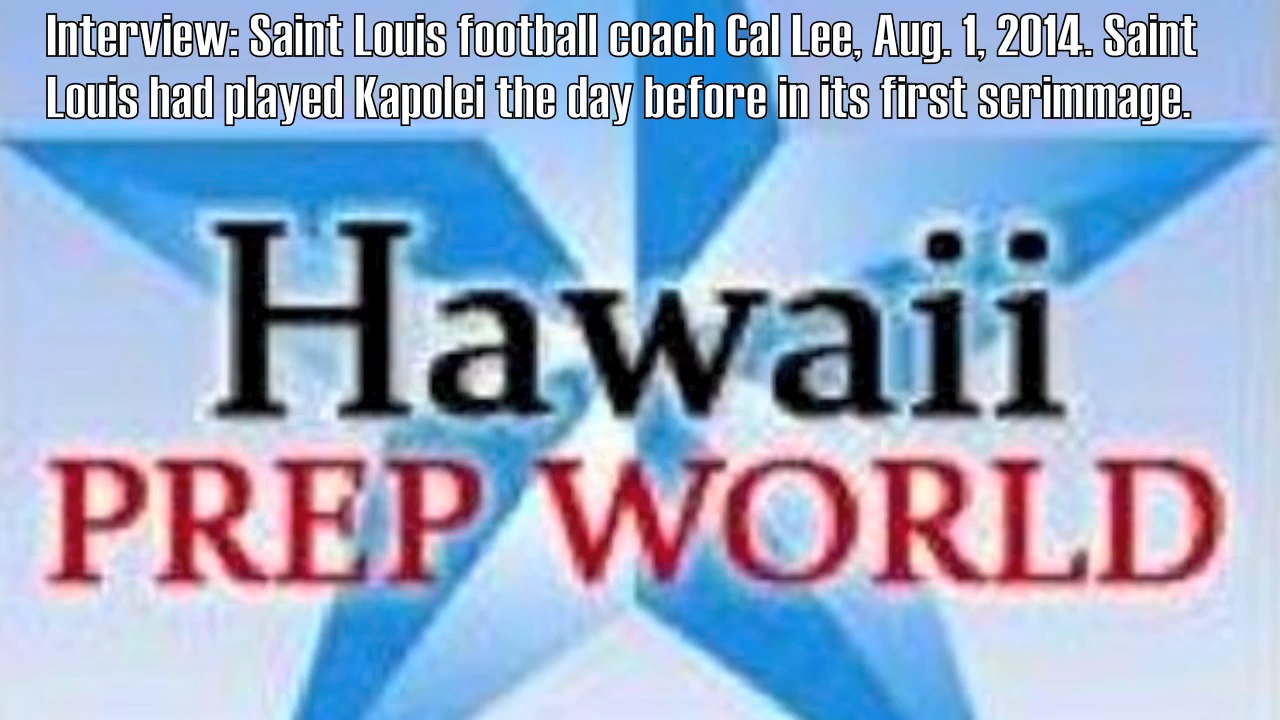 Interview: Saint Louis football coach Cal Lee, Aug. 1, 2014. Saint
Louis had played Kapolei the day before in its first scrimmage.
Hawaii
PREP WORLD